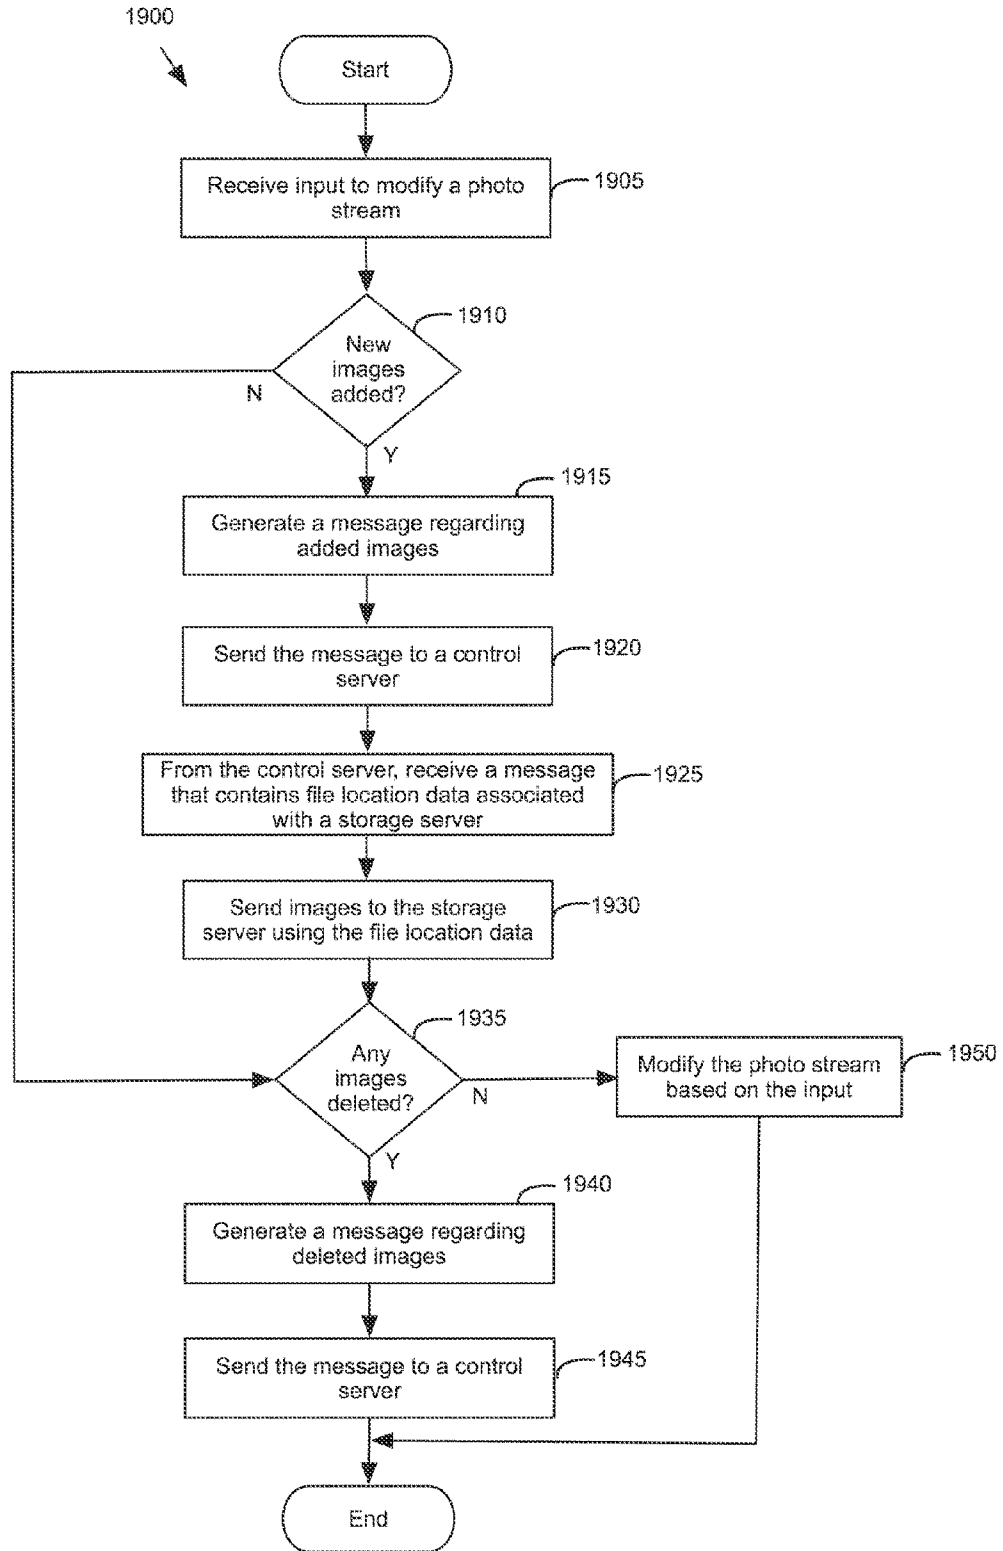 1900
Start
Receive input to modify a photo
stream
1905
1910
New
images
added?
N
Y
1915
Generate a message regarding
added images
Send the message to a control
server
1920
From the control server, receive a message
that contains file location data associated
with a storage server
1925
Send images to the storage
server using the file location data
1930
1935
Any
images
deleted?
N
Y
Modify the photo stream
based on the input
1950
1940
Generate a message regarding
deleted images
Send the message to a control
server
1945
End